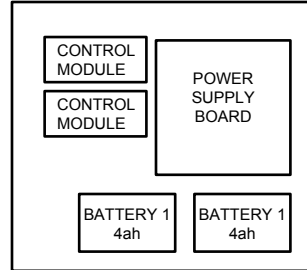 CONTROL
MODULE
CONTROL
MODULE
POWER
SUPPLY
BOARD
BATTERY 1
4ah
BATTERY 1
4ah